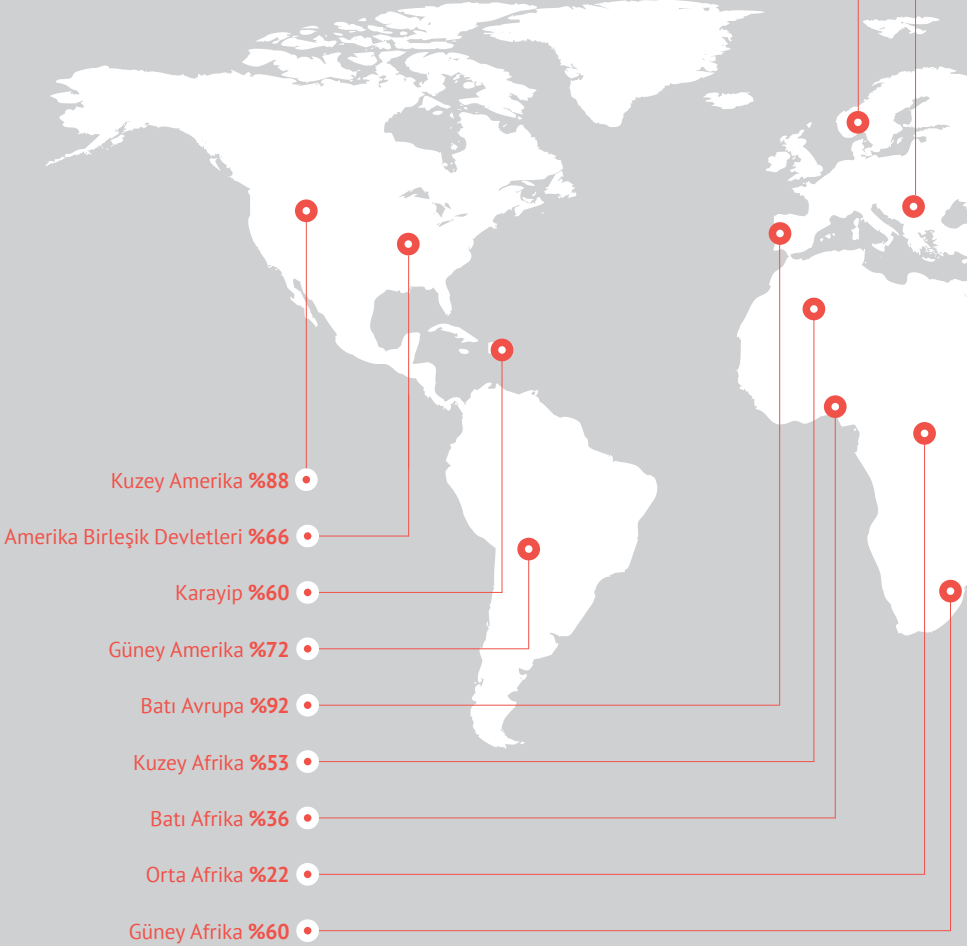 Kuzey Amerika %88
Amerika Birleşik Devletleri %66
Karayip %60
Güney Amerika %72
Batı Avrupa %92
Kuzey Afrika %53
Batı Afrika %36
Orta Afrika %22
Güney Afrika %60